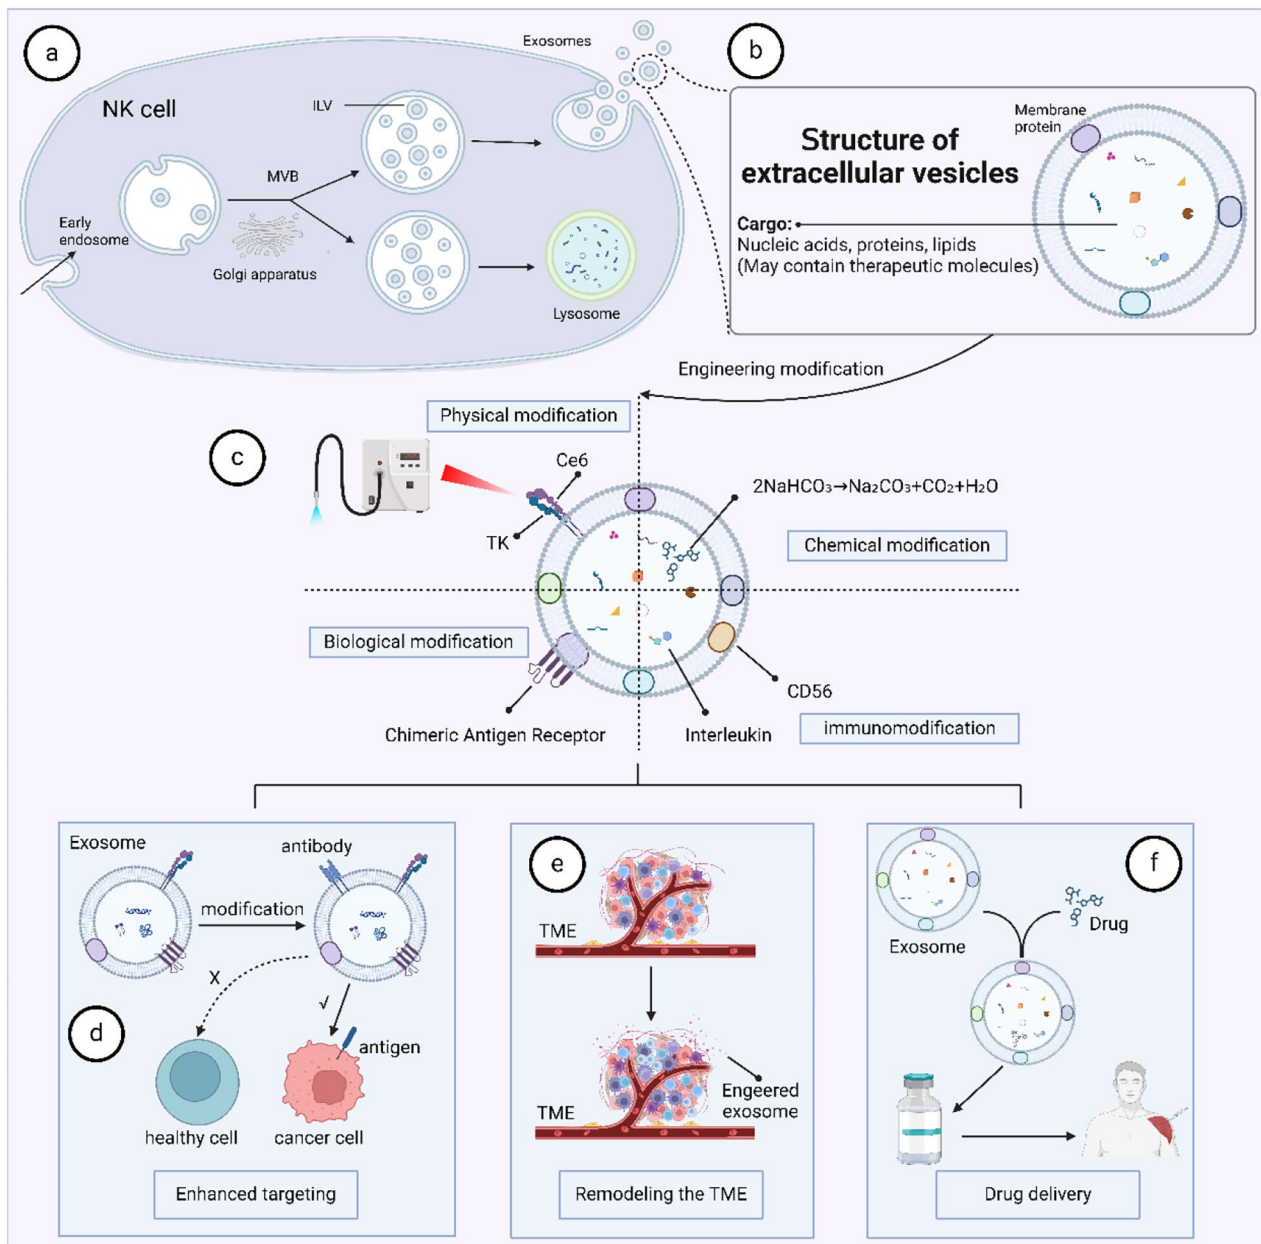 a
Exosomes
b
NK cell
ILV
MVB
Early
endosome
Golgi apparatus
Lysosome
Membrane
protein
Structure of
extracellular vesicles
Cargo:
Nucleic acids, proteins, lipids
(May contain therapeutic molecules)
Engineering modification
Physical modification
c
Ce6
TK
2NaHCO₃→Na₂CO₃+CO₂+H₂O
Chemical modification
Biological modification
CD56
Chimeric Antigen Receptor
Interleukin
immunomodification
Exosome
antibody
modification
X
√
d
antigen
healthy cell
cancer cell
Enhanced targeting
e
TME
TME
Engeered
exosome
Remodeling the TME
f
Exosome
Drug
Drug delivery